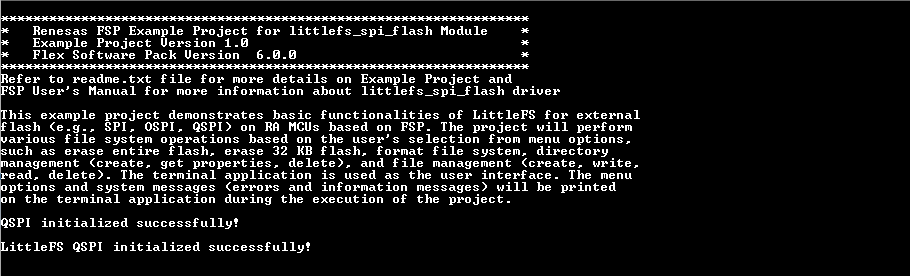 ******************************************************************
*   Renesas FSP Example Project for littlefs_spi_flash Module    *
*   Example Project Version 1.0                                  *
*   Flex Software Pack Version  6.0.0                            *
******************************************************************
Refer to readme.txt file for more details on Example Project and
FSP User's Manual for more information about littlefs_spi_flash driver
This example project demonstrates basic functionalities of LittleFS for external
flash (e.g., SPI, OSPI, QSPI) on RA MCUs based on FSP. The project will perform
various file system operations based on the user's selection from menu options,
such as erase entire flash, erase 32 KB flash, format file system, directory
management (create, get properties, delete), and file management (create, write,
read, delete). The terminal application is used as the user interface. The menu
options and system messages (errors and information messages) will be printed
on the terminal application during the execution of the project.
QSPI initialized successfully!
LittleFS QSPI initialized successfully!